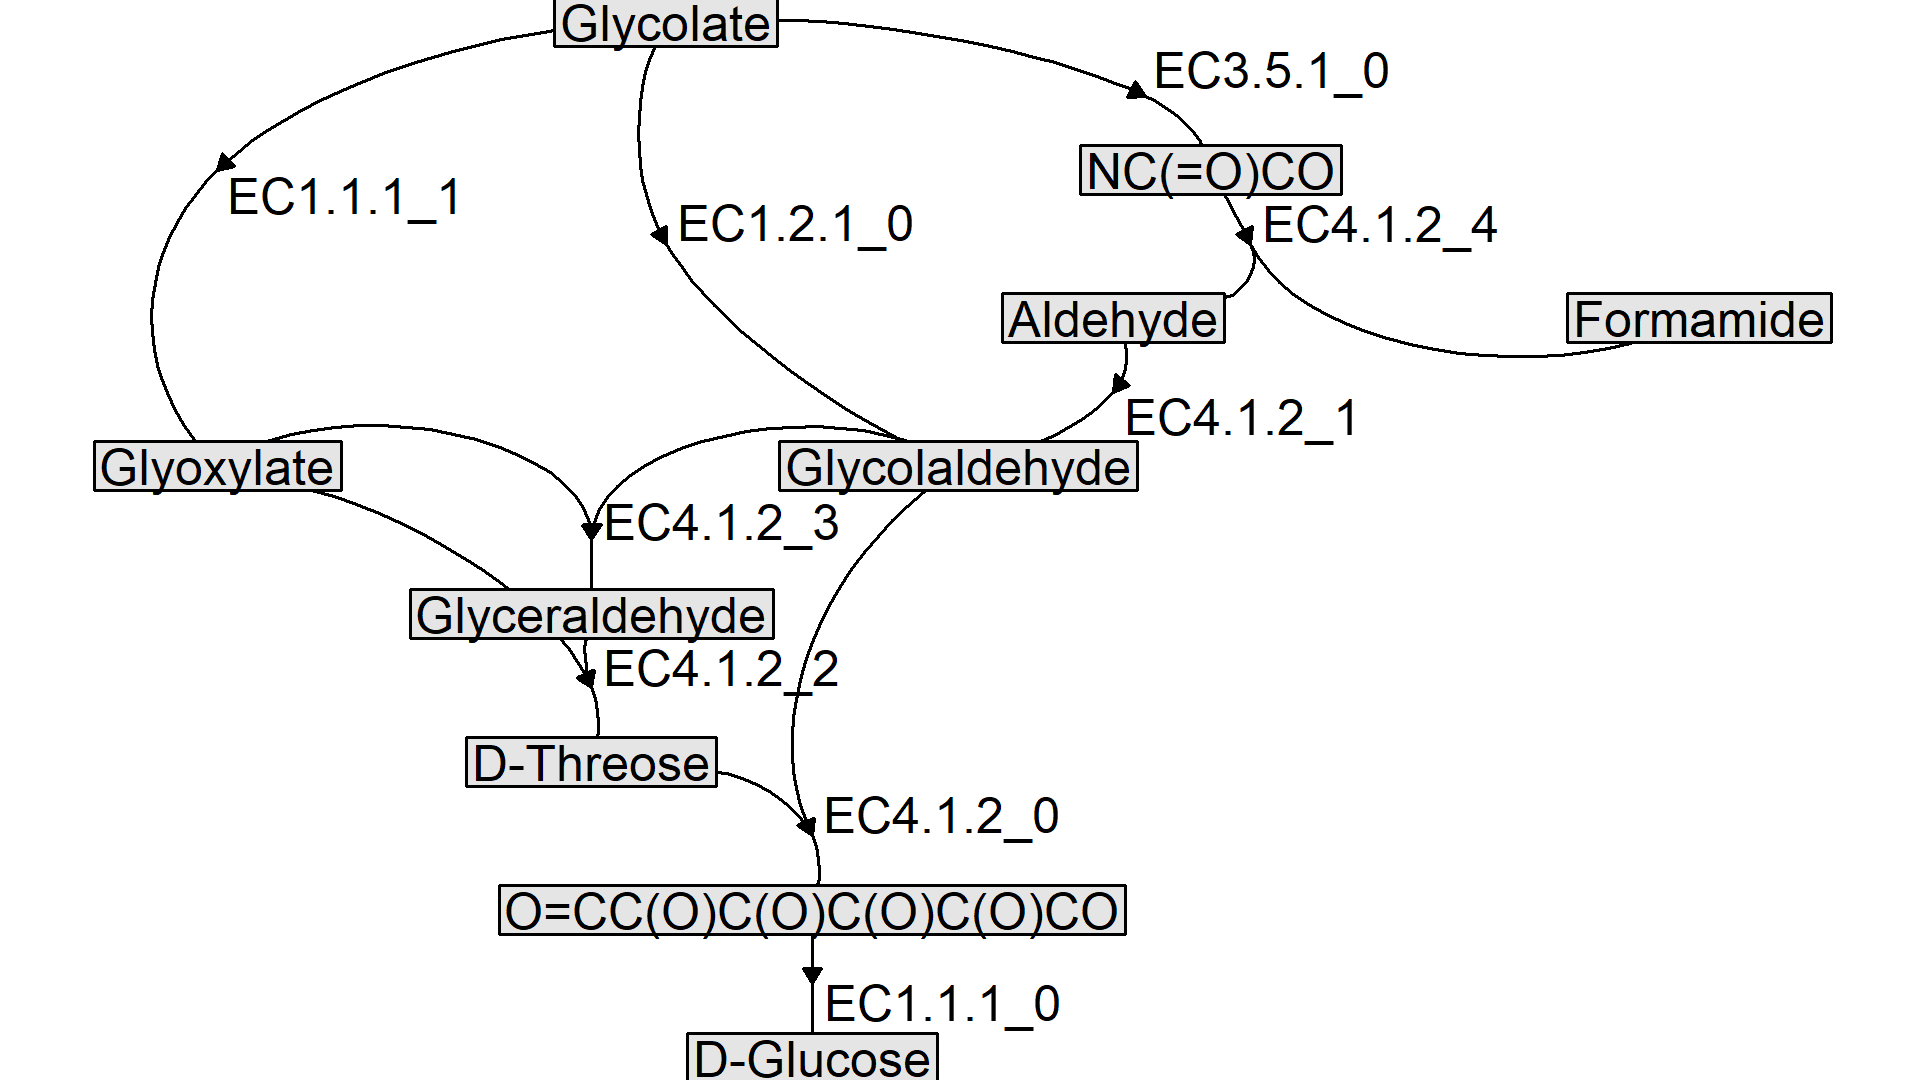 Glycolate
EC3.5.1_0
NC(=O)CO
EC1.1.1_1
EC1.2.1_0
EC4.1.2_4
Aldehyde
Formamide
EC4.1.2_1
Glyoxylate
Glycolaldehyde
EC4.1.2_3
Glyceraldehyde
EC4.1.2_2
D-Threose
EC4.1.2_0
O=CC(O)C(O)C(O)C(O)CO
EC1.1.1_0
D-Glucose